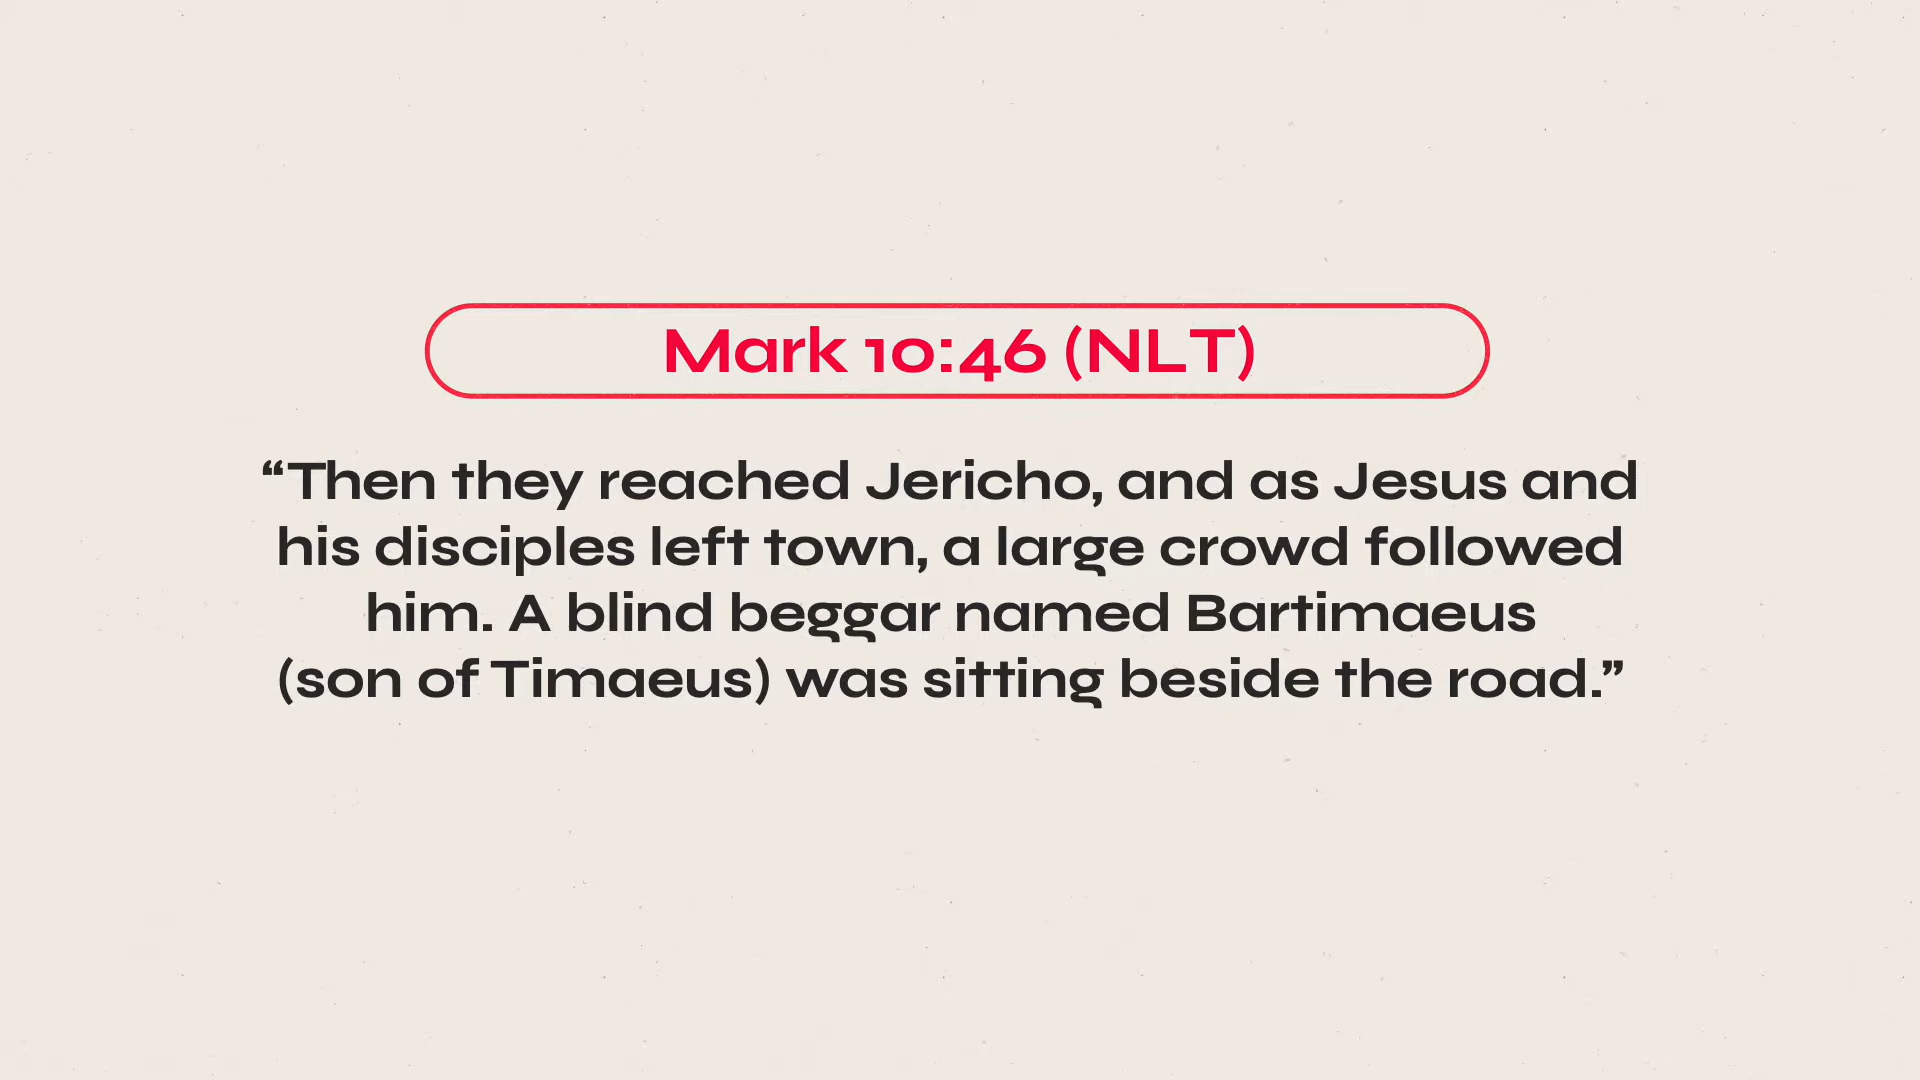 Mark 10:46 (NLT)
“Then they reached Jericho, and as Jesus and
his disciples left town, a large crowd followed
him. A blind beggar named Bartimaeus
(son of Timaeus) was sitting beside the road.”